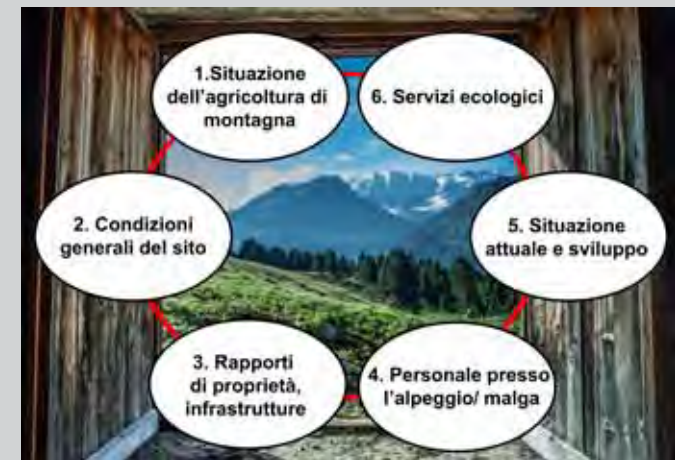 1.Situazione
dell'agricoltura di
montagna
2. Condizioni
generali del sito
3. Rapporti
di proprietà,
infrastrutture
4. Personale presso
l'alpeggio/ malga
5. Situazione
attuale e sviluppo
6. Servizi ecologici